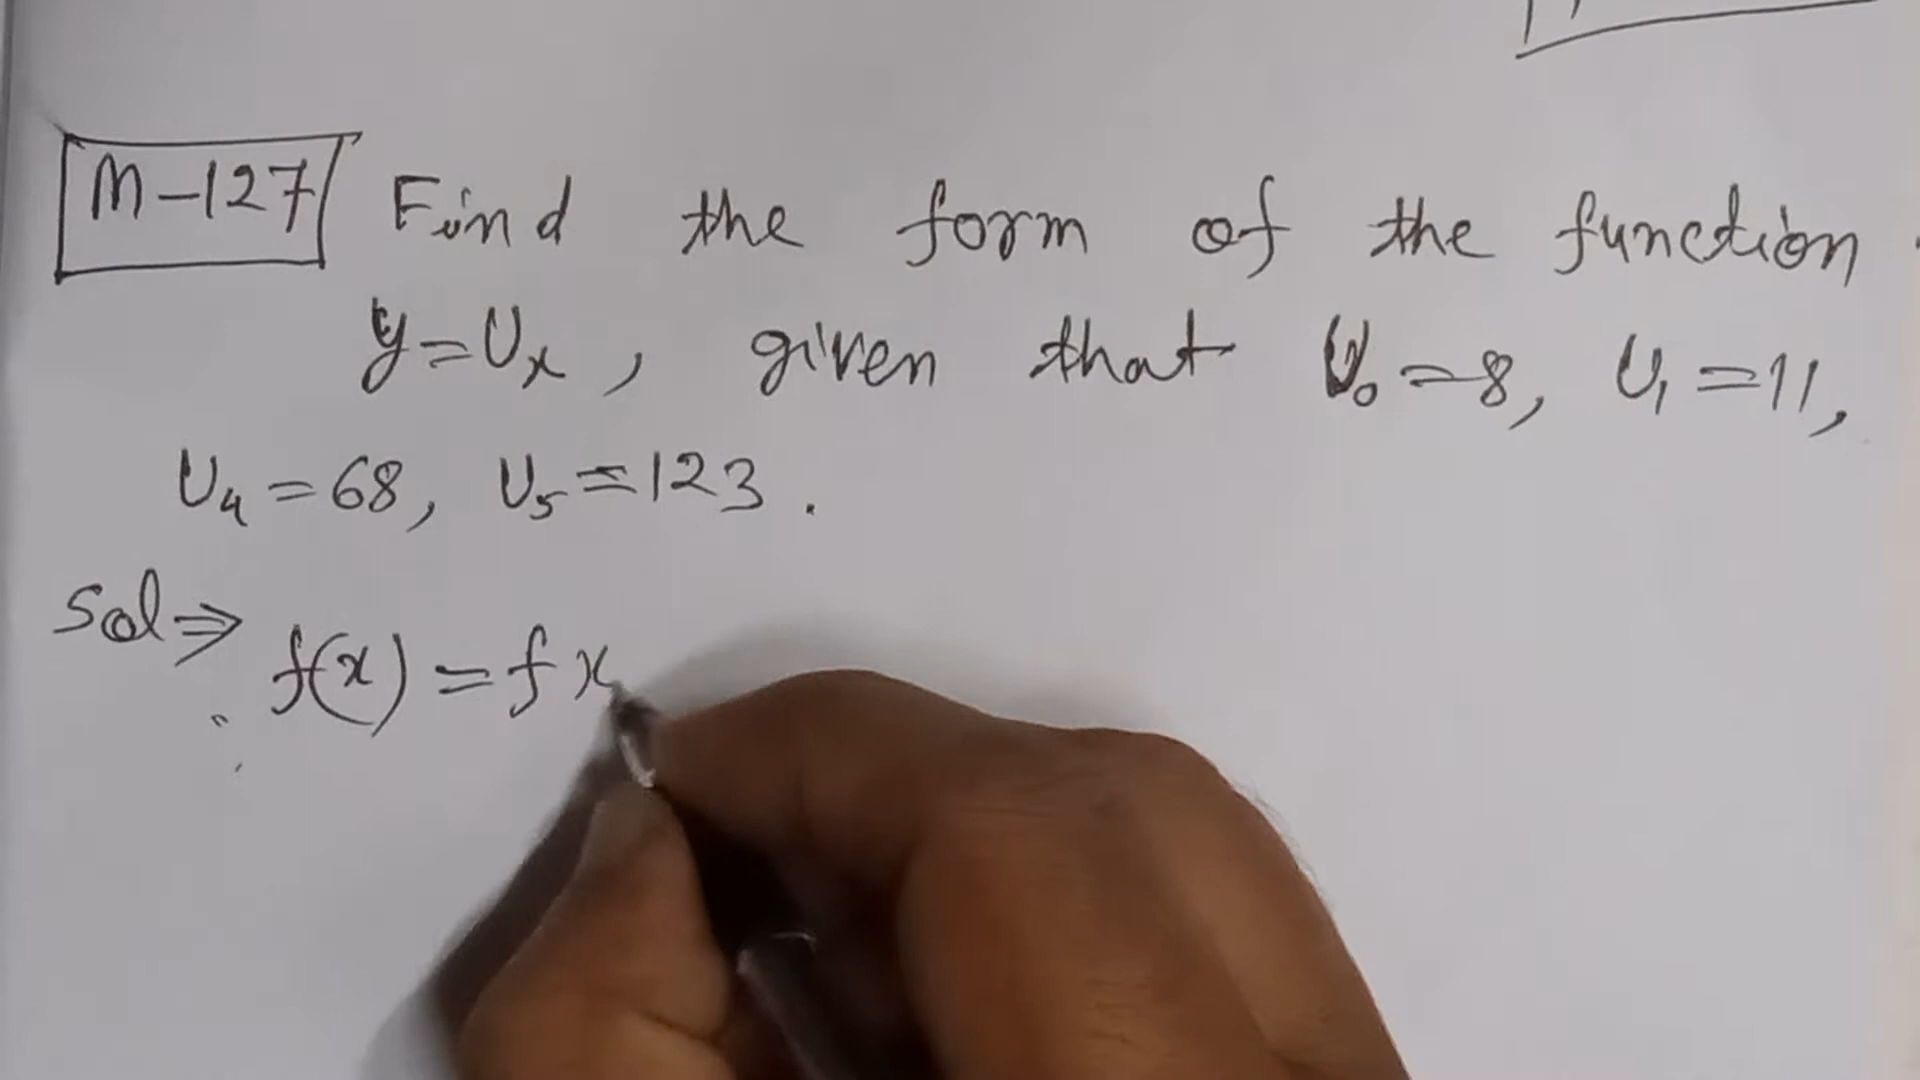 M-127 Find the form of the function
y=Ux, given that U₀=8, U₁=11,
U₄=68, U₅=123.
Sol⇒ f(x)=fx